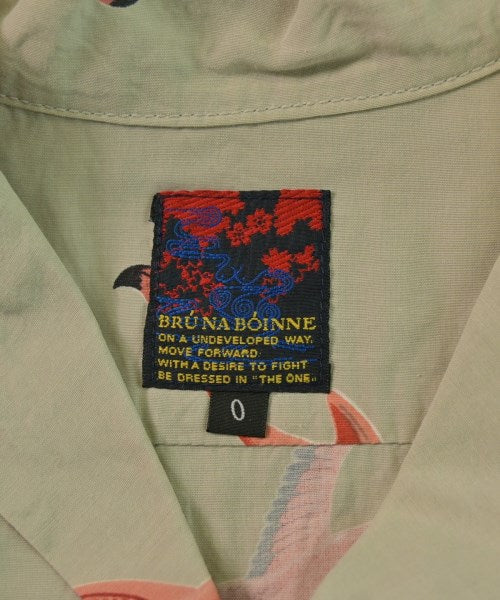 BRÚ NA BÓINNE
ON A UNDEVELOPED WAY.
MOVE FORWARD
WITH A DESIRE TO FIGHT
BE DRESSED IN "THE ONE."
0